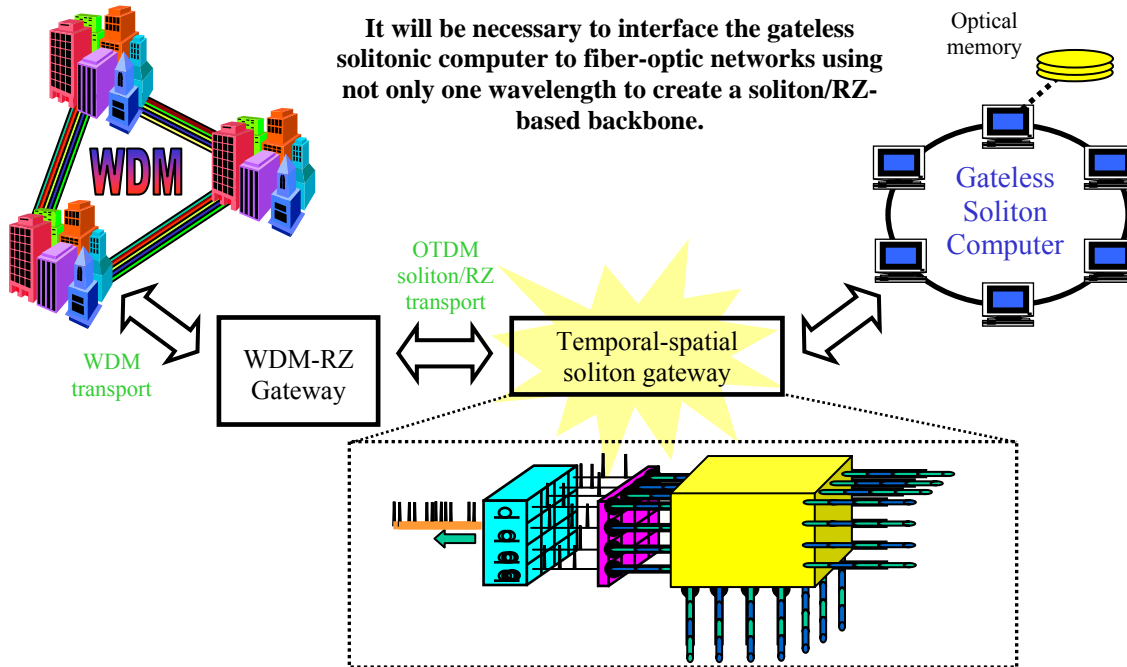 It will be necessary to interface the gateless
solitonic computer to fiber-optic networks using
not only one wavelength to create a soliton/RZ-
based backbone.
Optical
memory
WDM
Gateless
Soliton
Computer
OTDM
soliton/RZ
transport
WDM
transport
WDM-RZ
Gateway
Temporal-spatial
soliton gateway